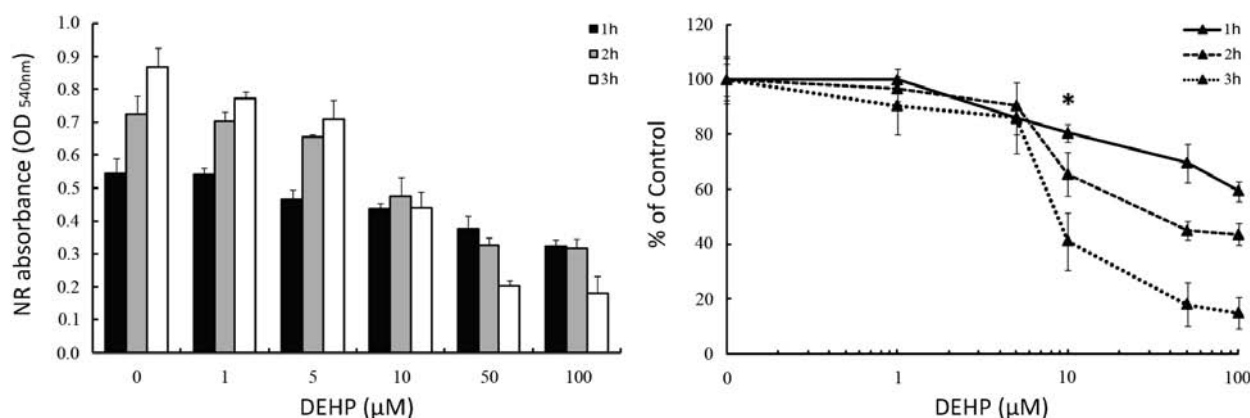 NR absorbance (OD 540nm)
1.0
0.9
0.8
0.7
0.6
0.5
0.4
0.3
0.2
0.1
0.0
1h
2h
3h
0 1 5 10 50 100
DEHP (µM)
% of Control
120
100
80
60
40
20
0
1h
2h
3h
*
0 1 10 100
DEHP (µM)